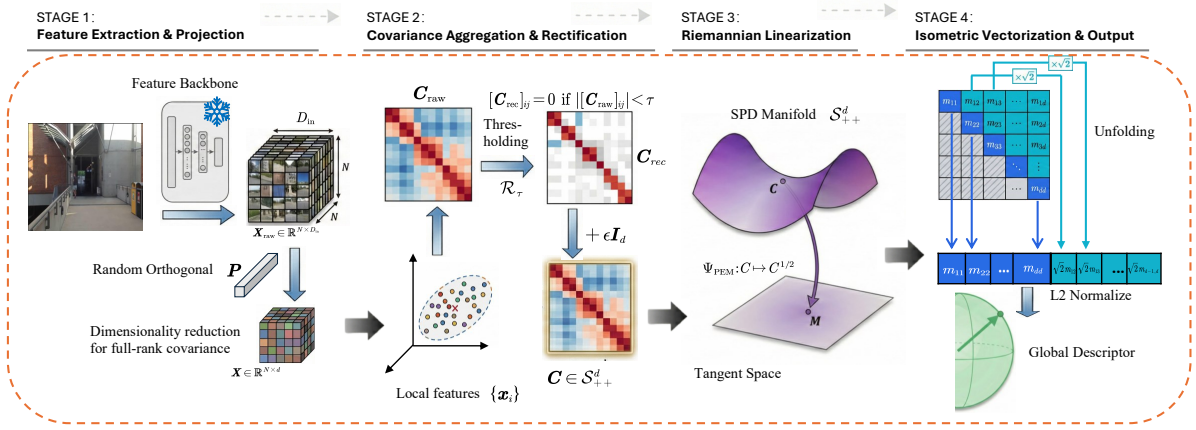 STAGE 1:
Feature Extraction & Projection
STAGE 2:
Covariance Aggregation & Rectification
STAGE 3:
Riemannian Linearization
STAGE 4:
Isometric Vectorization & Output
Feature Backbone
D_in
N
N
X_raw ∈ ℝ^{N×D_in}
Random Orthogonal P
Dimensionality reduction
for full-rank covariance
X ∈ ℝ^{N×d}
C_raw
[C_rec]_ij = 0 if |[C_raw]_ij| < τ
Thres-
holding
R_τ
C_rec
+ ϵI_d
C ∈ S^d_{++}
Local features {x_i}
SPD Manifold S^d_{++}
C
Ψ_PEM: C ↦ C^{1/2}
M
Tangent Space
×√2
×√2
m_11 m_12 m_13 ⋯ m_1d
m_22 m_23 ⋯ m_2d
m_33 ⋯ m_3d
⋱ ⋮
m_dd
Unfolding
m_11 m_22 ⋯ m_dd √2m_12 √2m_13 ⋯ √2m_{d-1,d}
L2 Normalize
Global Descriptor